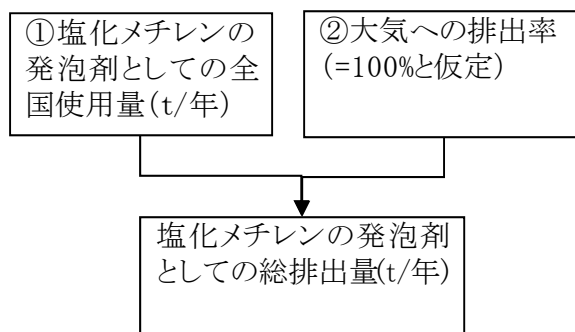 ①塩化メチレンの
発泡剤としての全
国使用量(t/年)
②大気への排出率
(=100%と仮定)
塩化メチレンの発泡剤
としての総排出量(t/年)